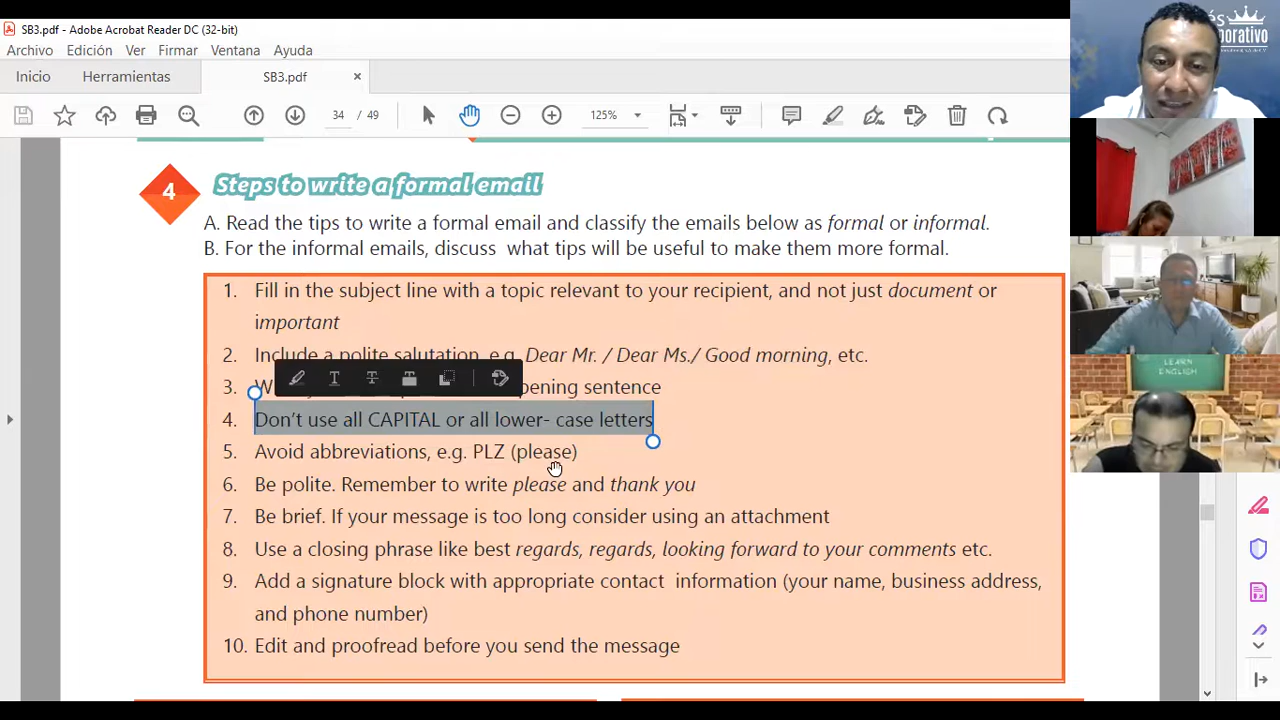 SB3.pdf - Adobe Acrobat Reader DC (32-bit)
Archivo Edición Ver Firmar Ventana Ayuda
Inicio Herramientas SB3.pdf ×
34 / 49 125%
4 Steps to write a formal email
A. Read the tips to write a formal email and classify the emails below as formal or informal.
B. For the informal emails, discuss what tips will be useful to make them more formal.
1. Fill in the subject line with a topic relevant to your recipient, and not just document or
important
2. Include a polite salutation, e.g. Dear Mr. / Dear Ms./ Good morning, etc.
3. W pening sentence
4. Don't use all CAPITAL or all lower- case letters
5. Avoid abbreviations, e.g. PLZ (please)
6. Be polite. Remember to write please and thank you
7. Be brief. If your message is too long consider using an attachment
8. Use a closing phrase like best regards, regards, looking forward to your comments etc.
9. Add a signature block with appropriate contact information (your name, business address,
and phone number)
10. Edit and proofread before you send the message
és
porativo
LEARN
ENGLISH